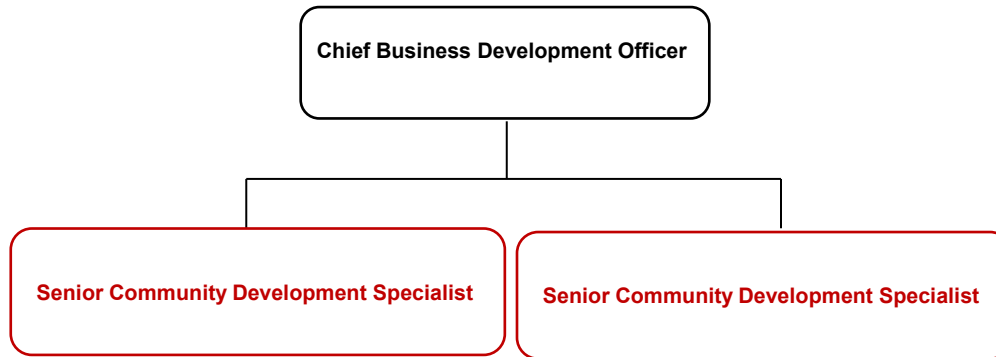 Chief Business Development Officer
Senior Community Development Specialist
Senior Community Development Specialist